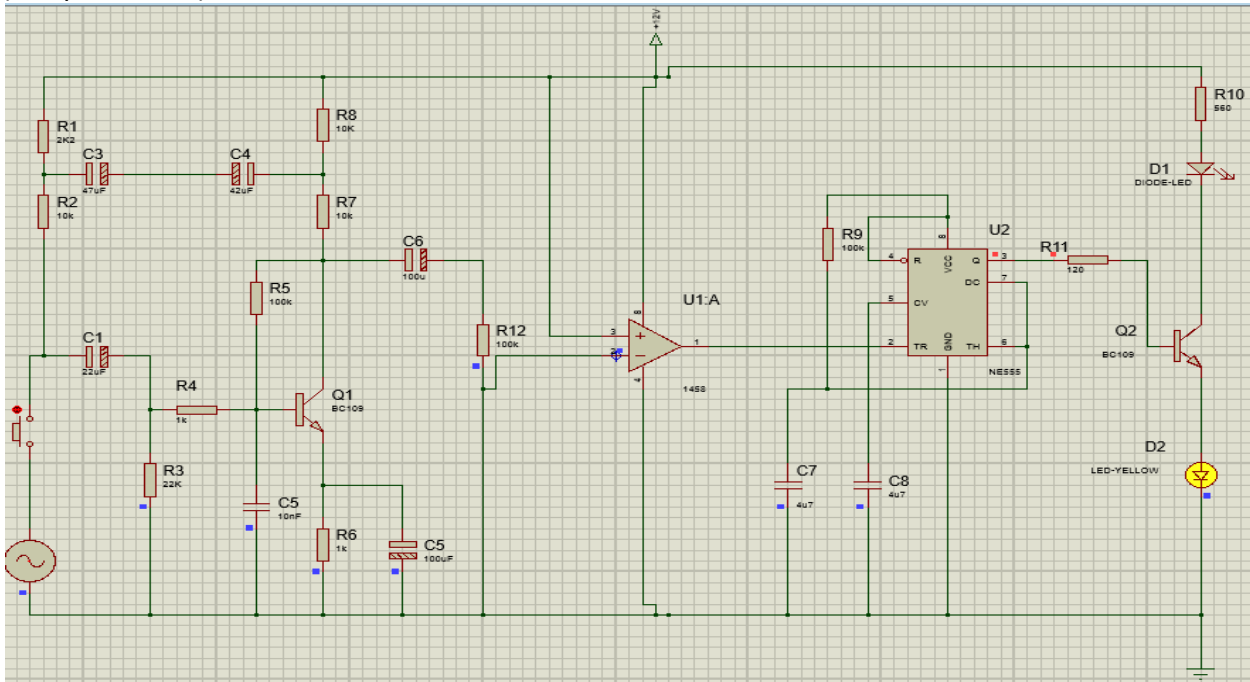 +12V
R1
2K2
C3
47uF
C4
42uF
R8
10K
R2
10k
R7
10k
C6
100u
R5
100k
C1
22uF
R4
1k
R3
22K
C5
10nF
Q1
BC109
R6
1k
C5
100uF
R12
100k
U1:A
3
2
8
4
1
1458
R9
100k
U2
4
R
5
CV
2
TR
8
VCC
GND
1
Q
3
DC
7
TH
6
NE555
C7
4u7
C8
4u7
R11
120
R10
560
D1
DIODE-LED
Q2
BC109
D2
LED-YELLOW